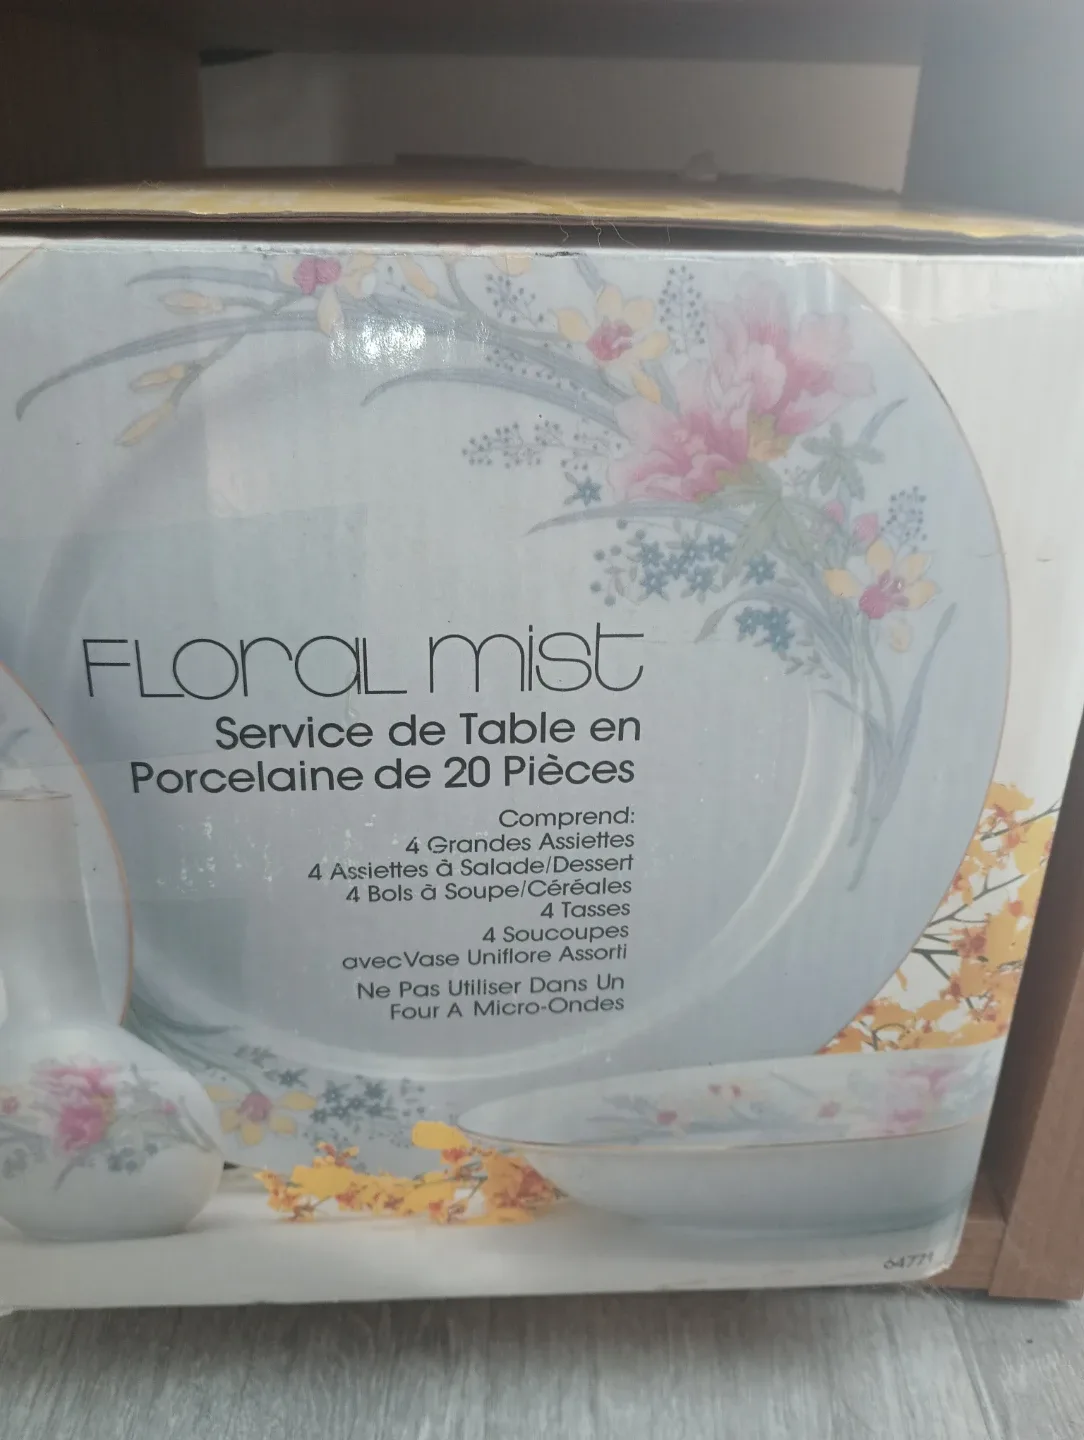 FLORAL MIST
Service de Table en
Porcelaine de 20 Pièces
Comprend:
4 Grandes Assiettes
4 Assiettes à Salade/Dessert
4 Bols à Soupe/Céréales
4 Tasses
4 Soucoupes
avec Vase Uniflore Assorti
Ne Pas Utiliser Dans Un
Four A Micro-Ondes
64771